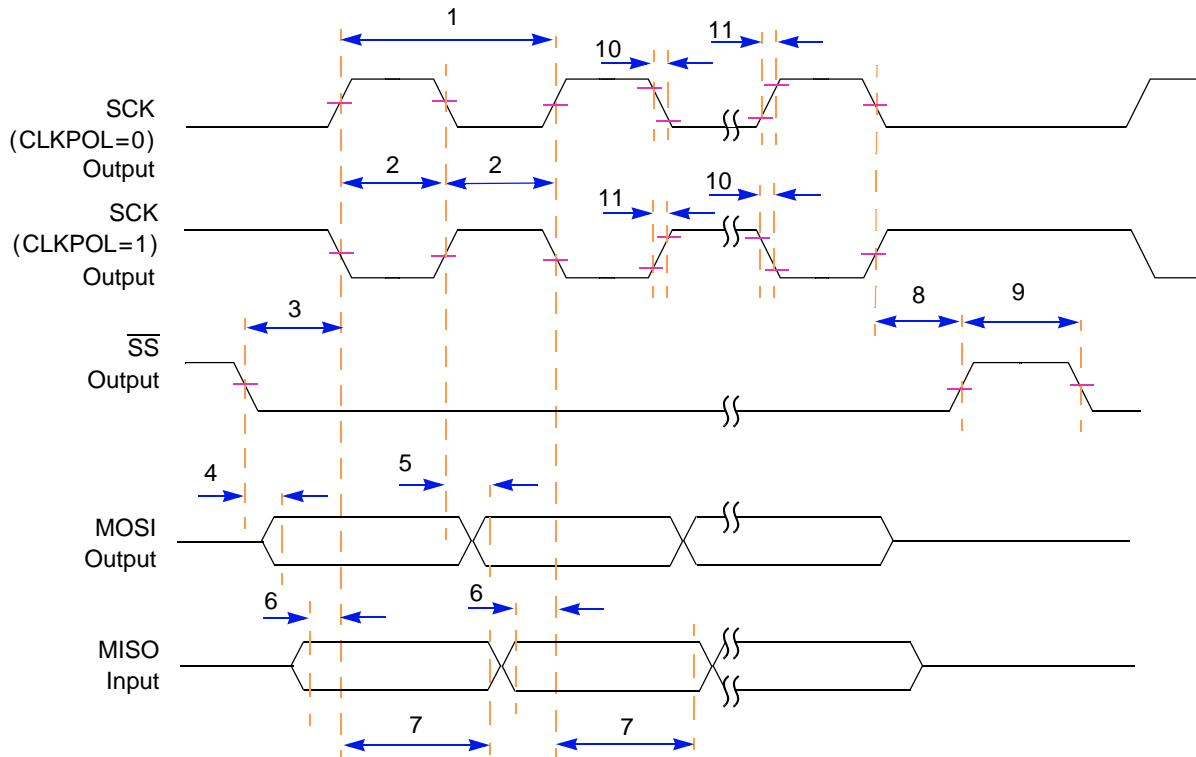 1
10
11
SCK
(CLKPOL=0)
Output
2
2
10
11
SCK
(CLKPOL=1)
Output
3
8
9
SS
Output
4
5
MOSI
Output
6
6
MISO
Input
7
7